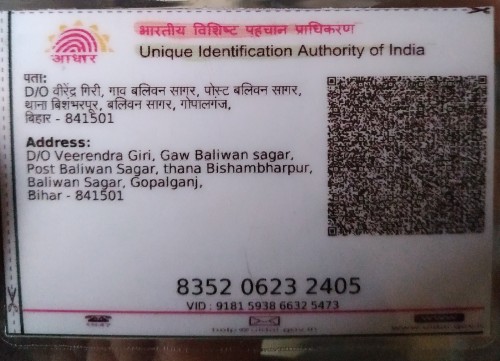 भारतीय विशिष्ट पहचान प्राधिकरण
Unique Identification Authority of India
आधार
पता:
D/O वीरेंद्र गिरी, गाव बलिवन सागर, पोस्ट बलिवन सागर,
थाना बिशंभरपूर, बलिवन सागर, गोपालगंज,
बिहार - 841501
Address:
D/O Veerendra Giri, Gaw Baliwan sagar,
Post Baliwan Sagar, thana Bishambharpur,
Baliwan Sagar, Gopalganj,
Bihar - 841501
8352 0623 2405
VID : 9181 5938 6632 5473